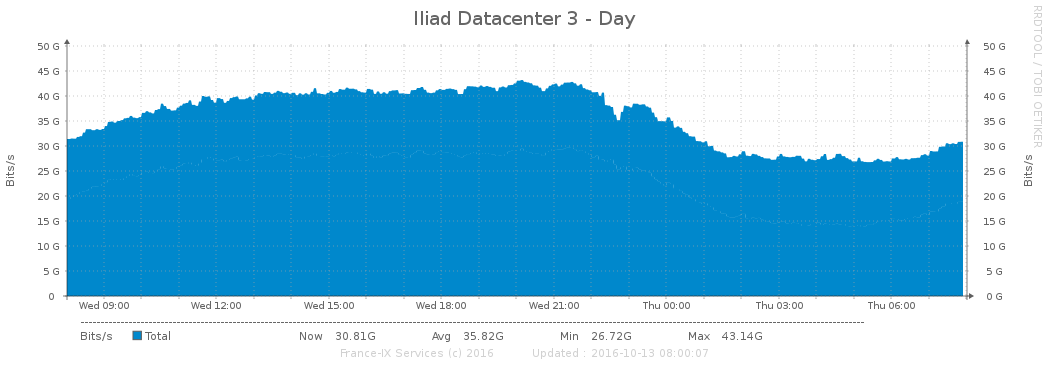 Iliad Datacenter 3 - Day
RRDTOOL / TOBI OETIKER
50 G 50 G
45 G 45 G
40 G 40 G
35 G 35 G
30 G 30 G
25 G 25 G
20 G 20 G
15 G 15 G
10 G 10 G
5 G 5 G
0 0 G
Bits/s Bits/s
Wed 09:00 Wed 12:00 Wed 15:00 Wed 18:00 Wed 21:00 Thu 00:00 Thu 03:00 Thu 06:00
Bits/s Total Now 30.81G Avg 35.82G Min 26.72G Max 43.14G
France-IX Services (c) 2016 Updated : 2016-10-13 08:00:07